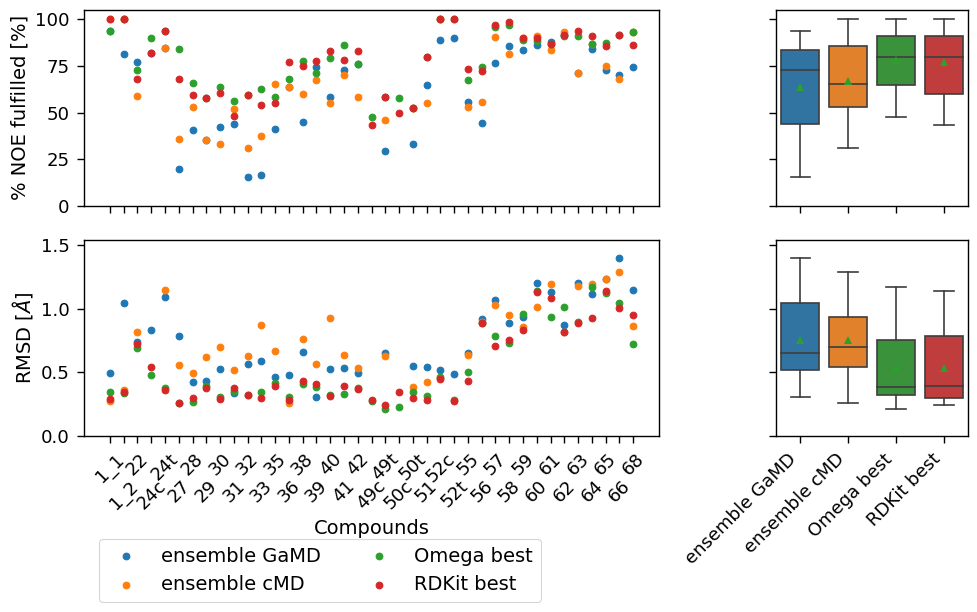 % NOE fulfilled [%]
100
75
50
25
0
RMSD [Å]
1.5
1.0
0.5
0.0
1_1
1_2
22
24c
24t
27
28
29
30
31
32
33
35
36
38
39
40
41
42
49c
49t
50c
50t
51
52c
52t
55
56
57
58
59
60
61
62
63
64
65
66
68
Compounds
ensemble GaMD
ensemble cMD
Omega best
RDKit best
ensemble GaMD
ensemble cMD
Omega best
RDKit best